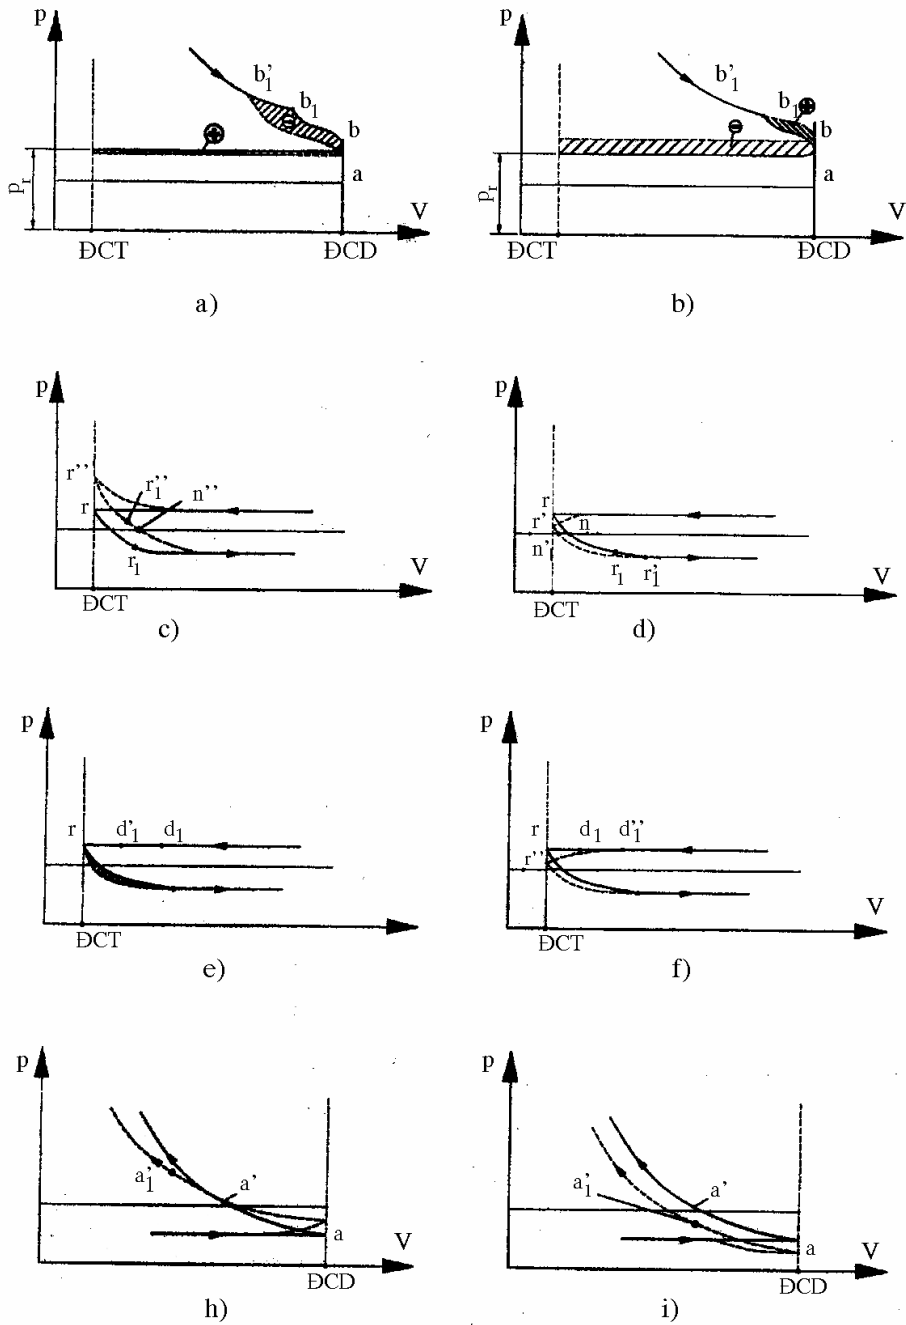 p
b'₁
b₁
⊕
⊖
b
a
pᵣ
V
ĐCT
ĐCD
a)
p
b'₁
b₁
⊕
⊖
b
a
pᵣ
V
ĐCT
ĐCD
b)
p
r''
r''₁
n''
r
r₁
V
ĐCT
c)
p
r
r'
n
n'
r₁
r'₁
V
ĐCT
d)
p
r
d'₁
d₁
ĐCT
e)
p
r
d₁
d''₁
r''
V
ĐCT
f)
p
a'₁
a'
a
V
ĐCD
h)
p
a'₁
a'
a
V
ĐCD
i)